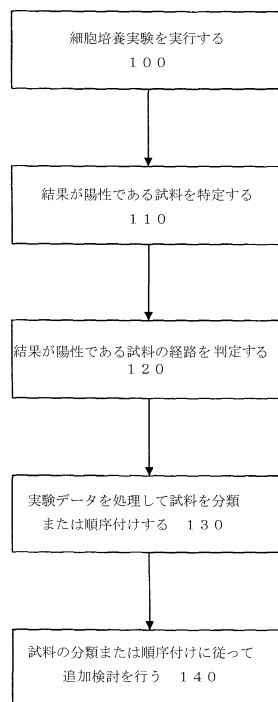 細胞培養実験を実行する
１００
結果が陽性である試料を特定する
１１０
結果が陽性である試料の経路を判定する
１２０
実験データを処理して試料を分類
または順序付けする　１３０
試料の分類または順序付けに従って
追加検討を行う　１４０